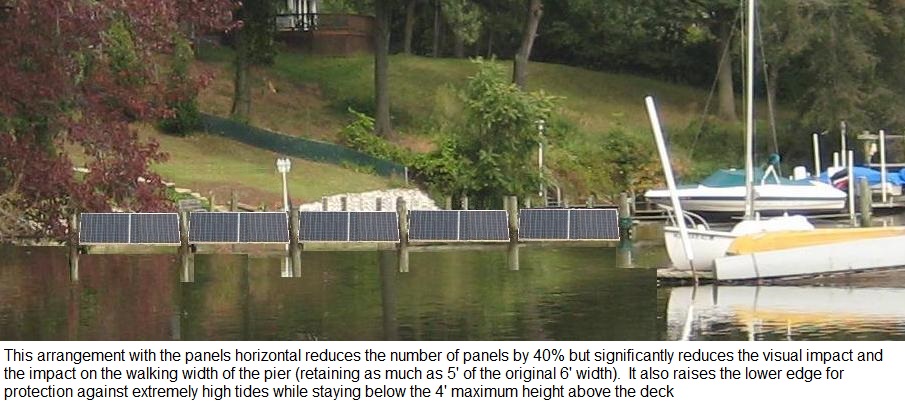 This arrangement with the panels horizontal reduces the number of panels by 40% but significantly reduces the visual impact and
the impact on the walking width of the pier (retaining as much as 5' of the original 6' width).  It also raises the lower edge for
protection against extremely high tides while staying below the 4' maximum height above the deck